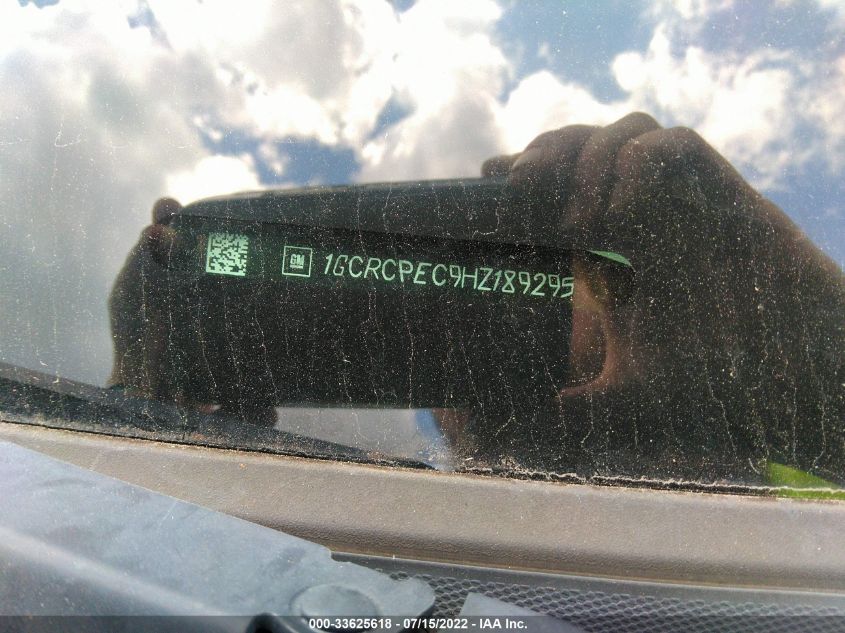 GM 1GCRCPEC9HZ189295
000-33625618 - 07/15/2022 - IAA Inc.